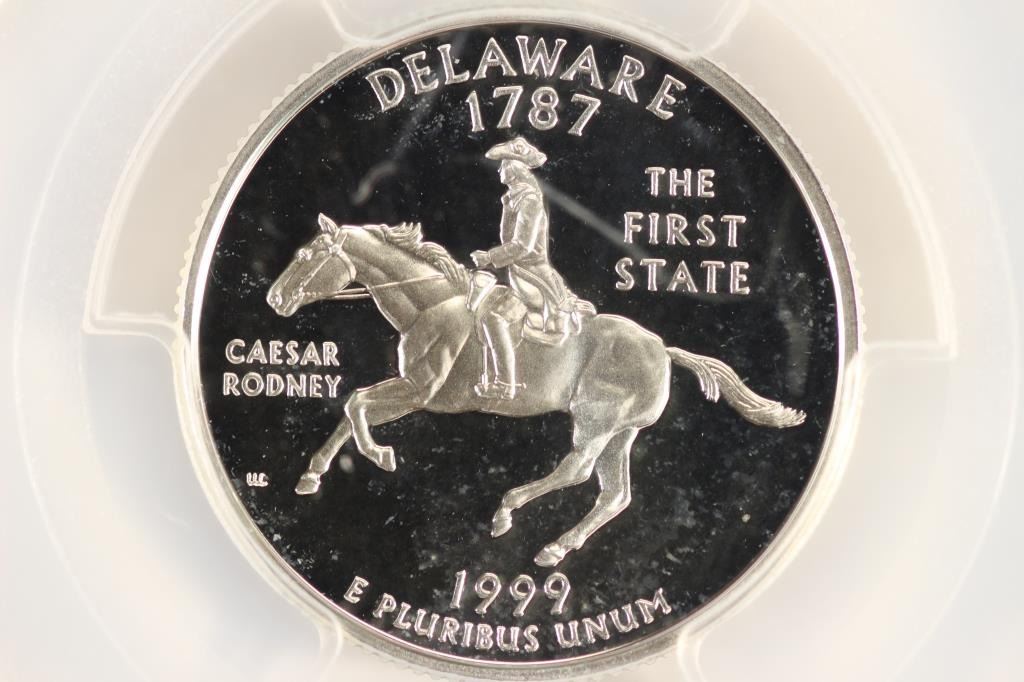 DELAWARE
1787
THE
FIRST
STATE
CAESAR
RODNEY
1999
E PLURIBUS UNUM